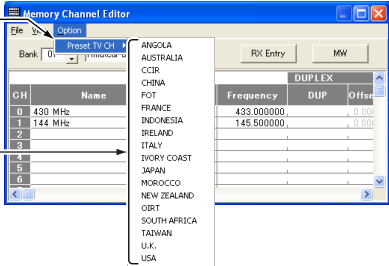 Memory Channel Editor
File Option
Bank
Preset TV CH
RX Entry MW
DUPLEX
CH Name Frequency DUP Offse
0 430 MHz 433.000000
1 144 MHz 145.500000
2
3
4
5
6
ANGOLA
AUSTRALIA
CCIR
CHINA
FOT
FRANCE
INDONESIA
IRELAND
ITALY
IVORY COAST
JAPAN
MOROCCO
NEW ZEALAND
OIRT
SOUTH AFRICA
TAIWAN
U.K.
USA